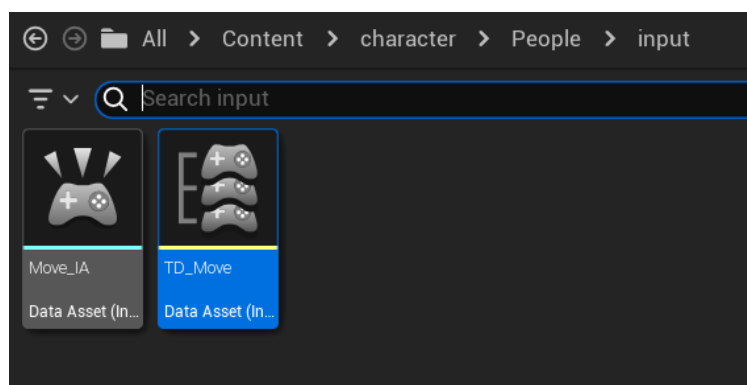 All > Content > character > People > input
Search input
Move_IA
TD_Move
Data Asset (In...
Data Asset (In...